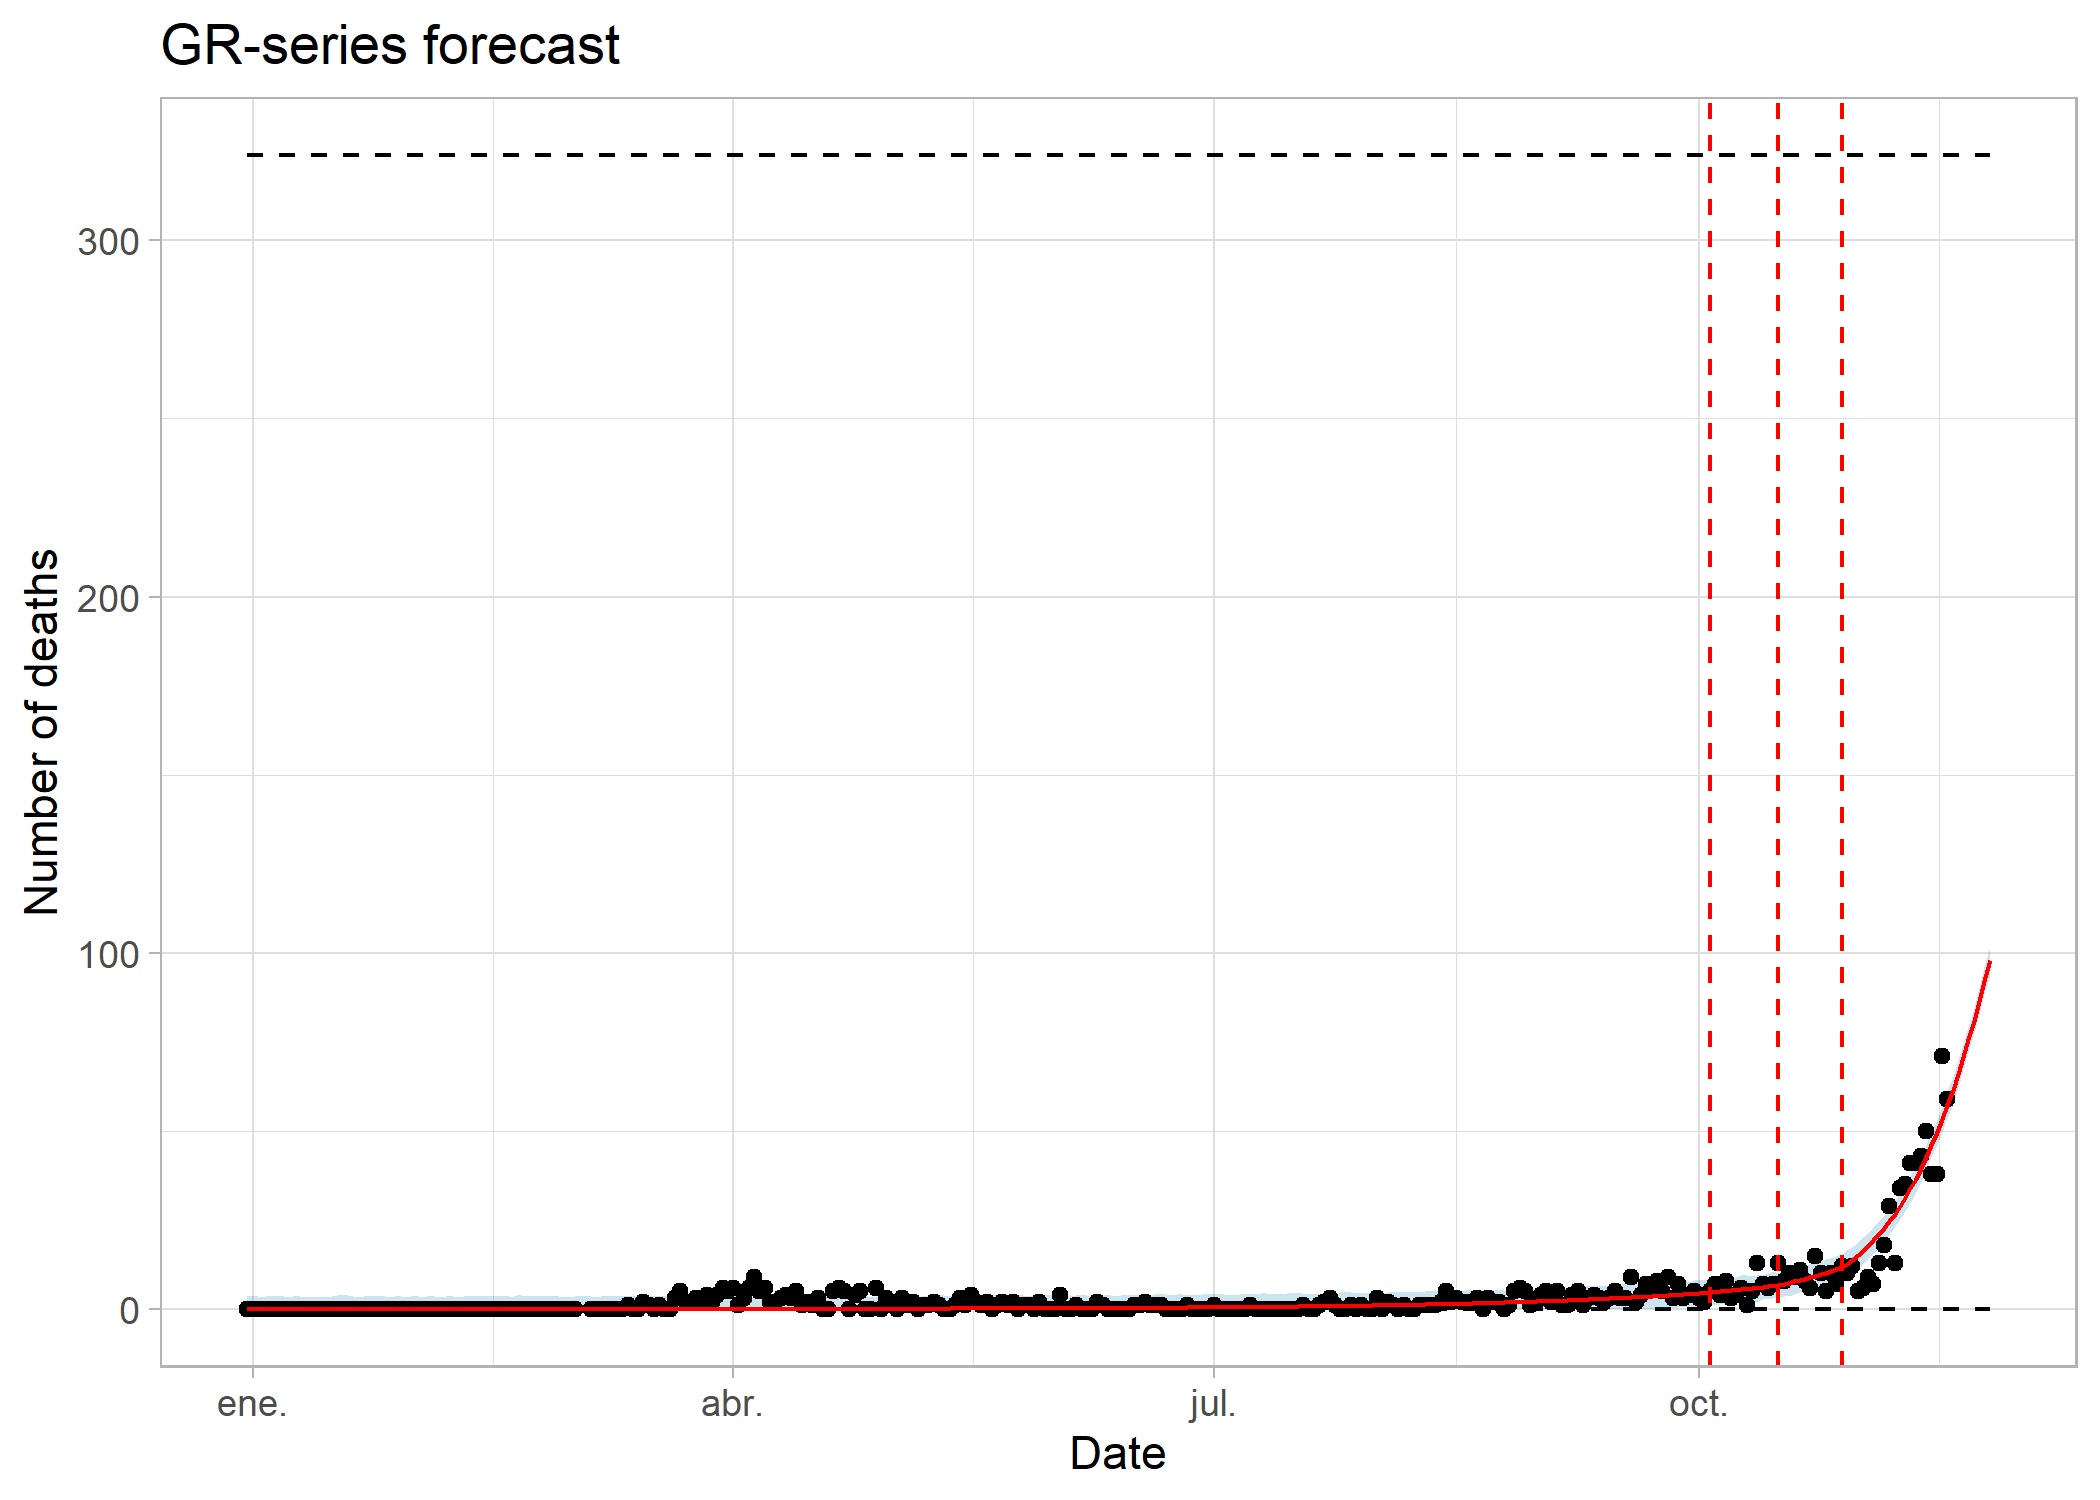 GR-series forecast
Number of deaths
300
200
100
0
ene.
abr.
jul.
oct.
Date